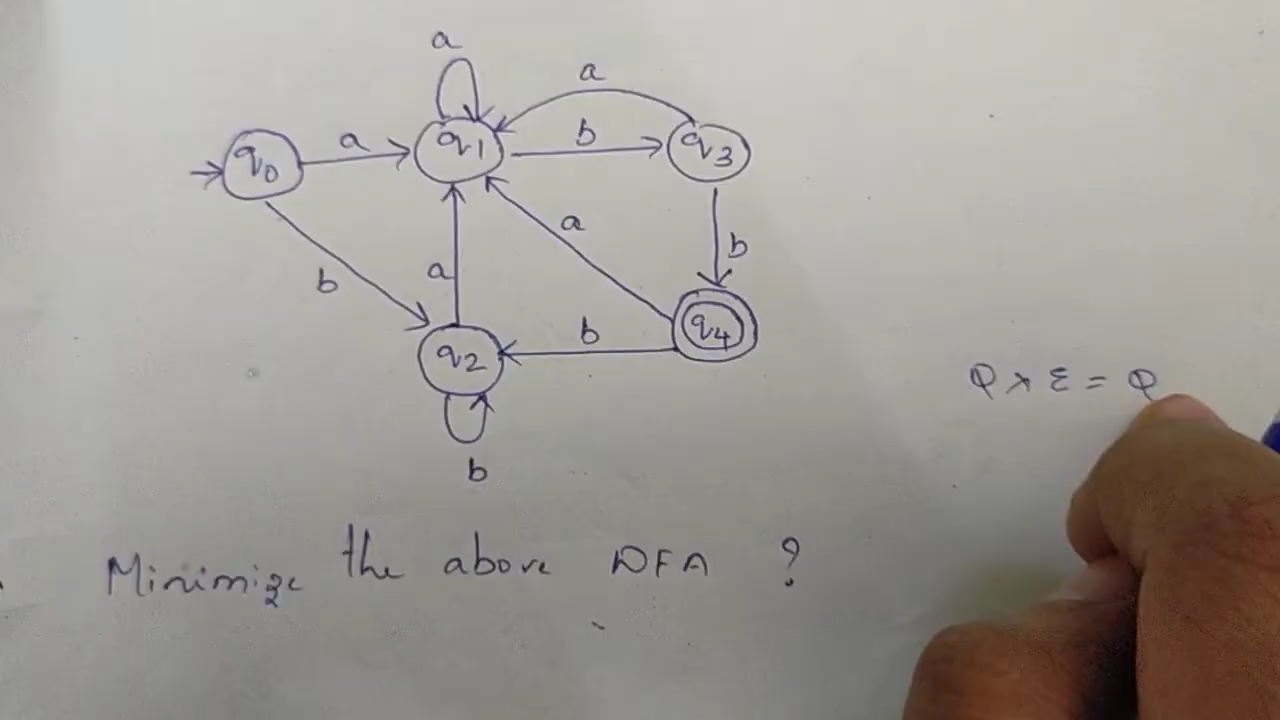 a
a
a
b
q0
q1
q3
b
a
a
b
b
q2
q4
b
Q × Σ = Q
Minimize the above DFA ?